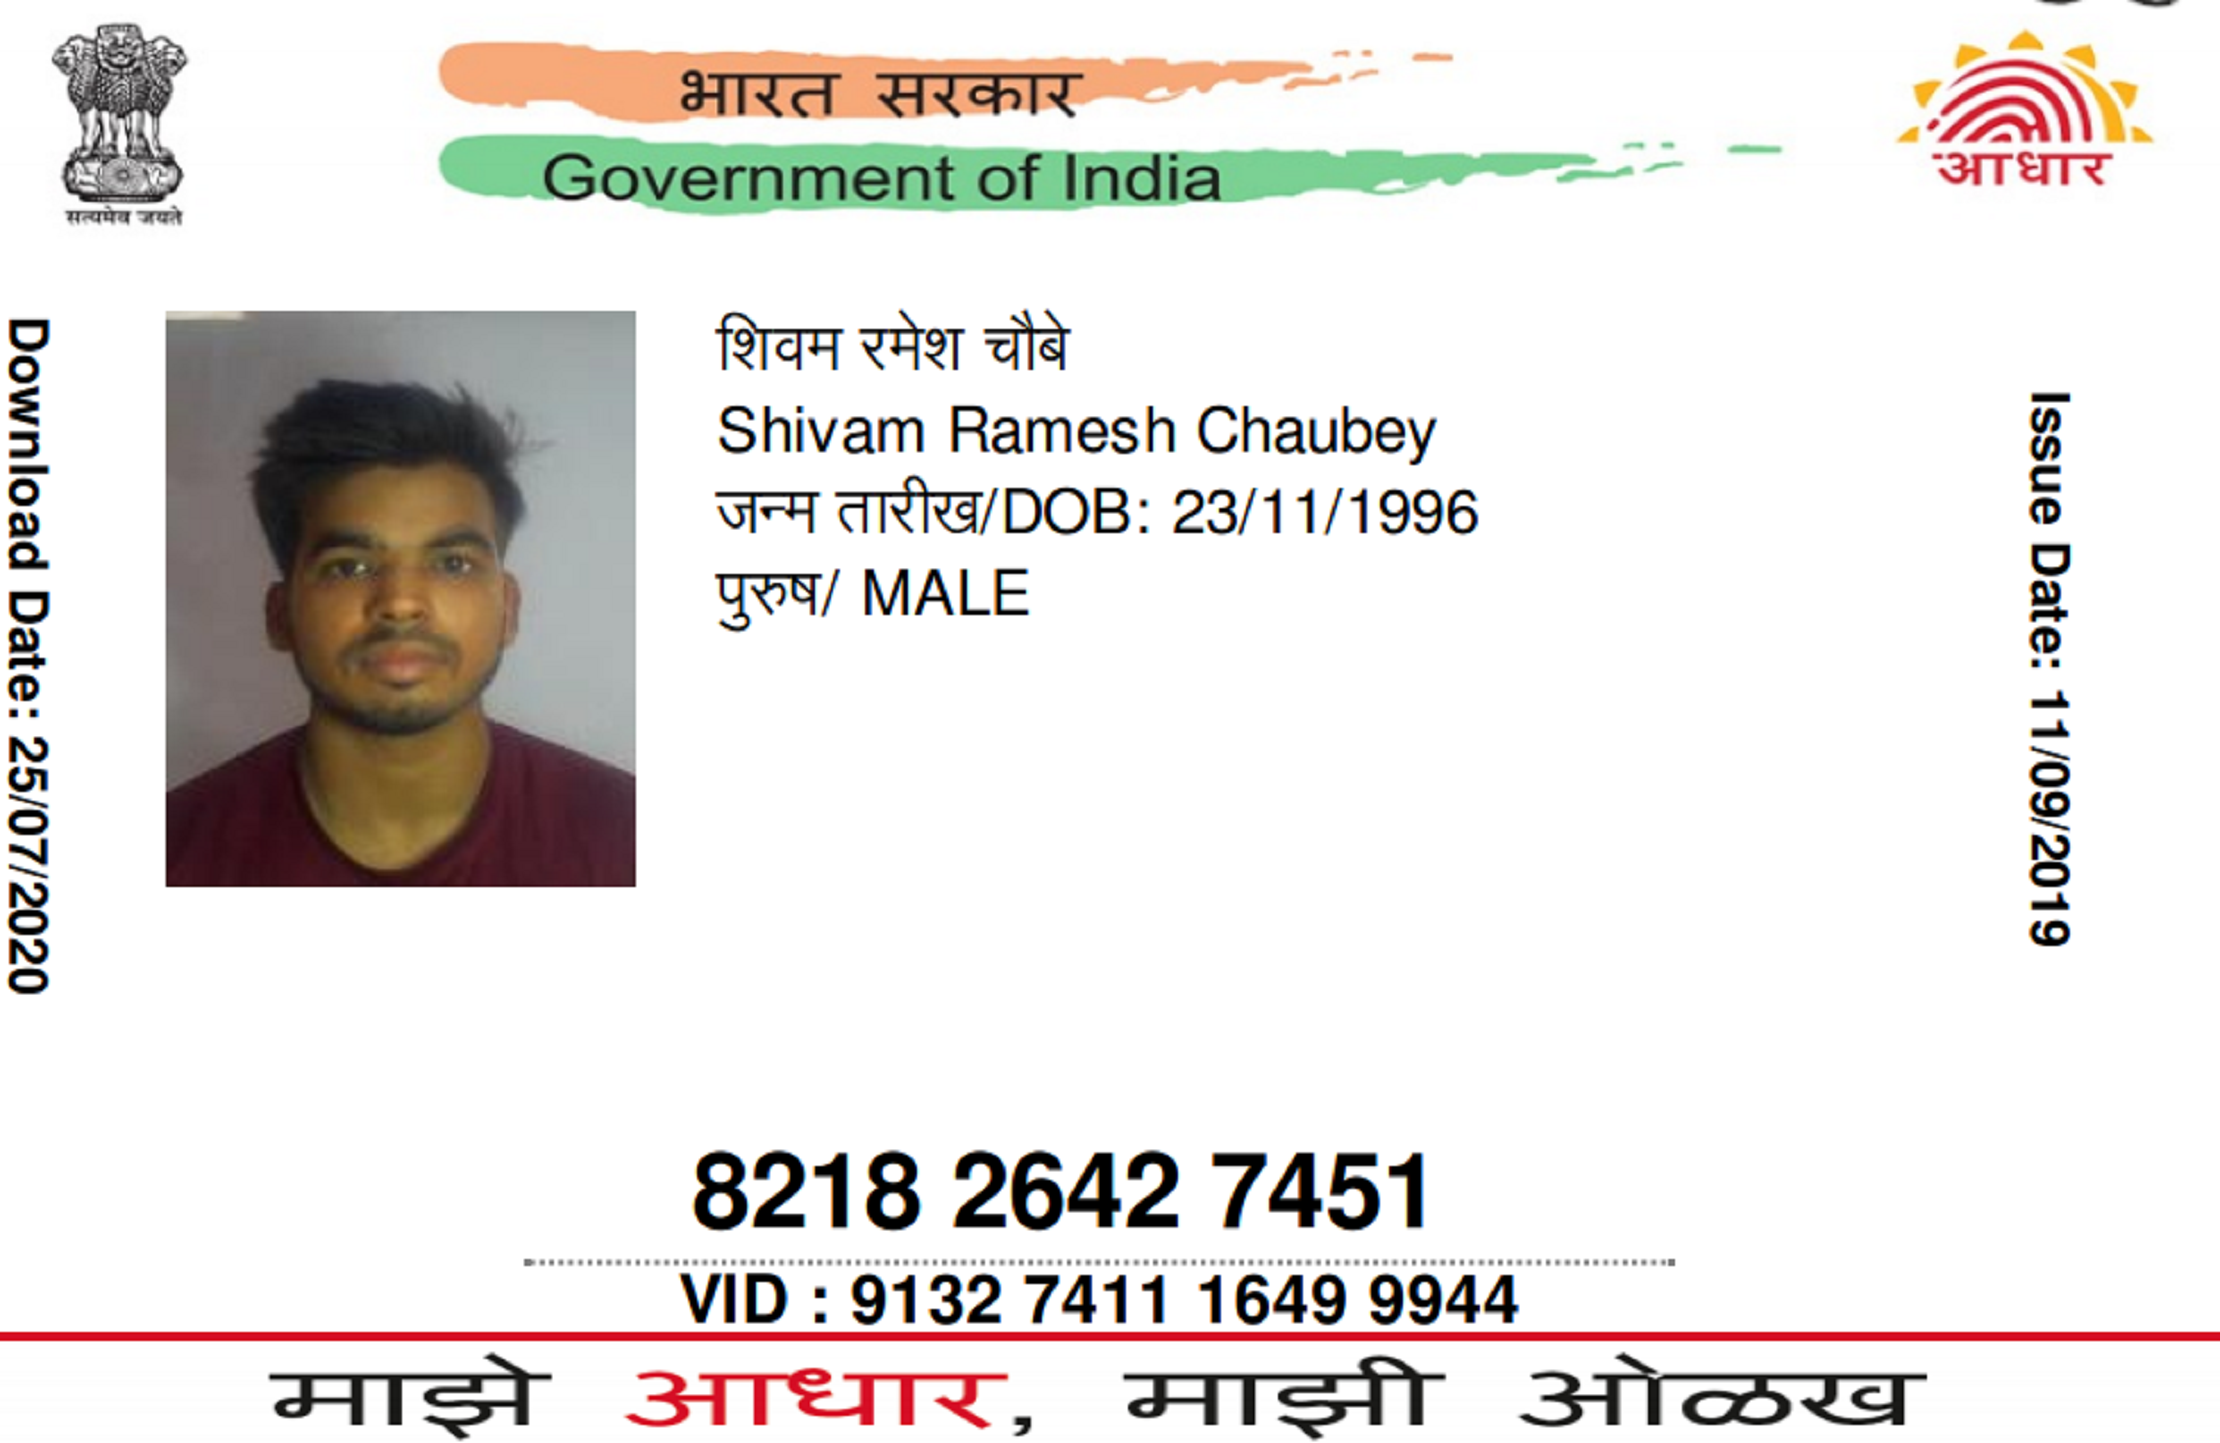 सत्यमेव जयते
भारत सरकार
Government of India
आधार
Download Date: 25/07/2020
शिवम रमेश चौबे
Shivam Ramesh Chaubey
जन्म तारीख/DOB: 23/11/1996
पुरुष/ MALE
Issue Date: 11/09/2019
8218 2642 7451
VID : 9132 7411 1649 9944
माझे आधार, माझी ओळख